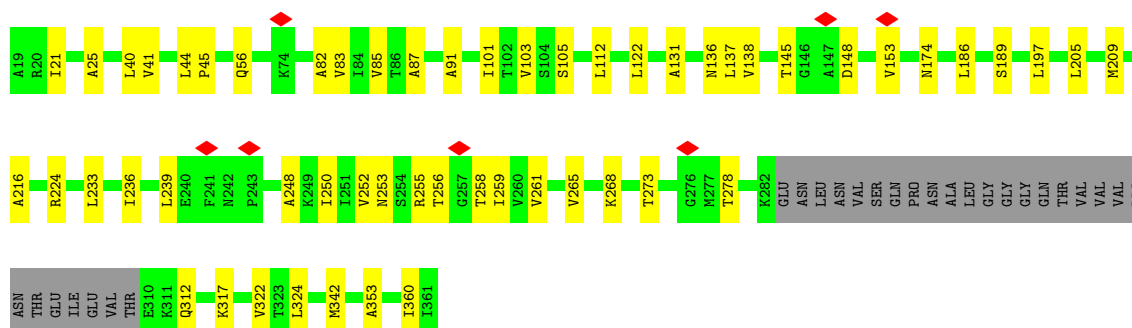 A19 R20 I21 A25 L40 V41 L44 P45 Q56 K74 A82 V83 I84 V85 T86 A87 A91 I101 T102 V103 S104 S105 L112 L122 A131 N136 L137 V138 T145 G146 A147 D148 V153 N174 L186 S189 L197 L205 M209
A216 R224 L233 I236 L239 E240 F241 N242 P243 A248 K249 I250 I251 V252 N253 S254 R255 T256 G257 T258 I259 V260 V261 V265 K268 T273 G276 M277 T278 K282 GLU ASN LEU ASN VAL SER GLN PRO ASN ALA LEU GLY GLY GLY GLN THR VAL VAL VAL
ASN THR GLU ILE GLU VAL THR E310 K311 Q312 K317 V322 T323 L324 M342 A353 I360 I361